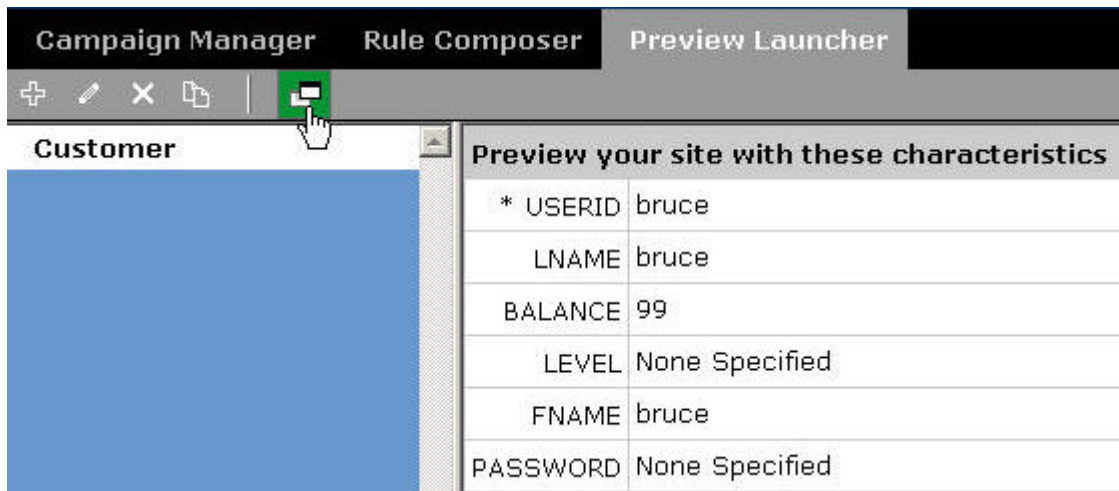 Campaign Manager Rule Composer Preview Launcher
Customer
Preview your site with these characteristics
* USERID bruce
LNAME bruce
BALANCE 99
LEVEL None Specified
FNAME bruce
PASSWORD None Specified